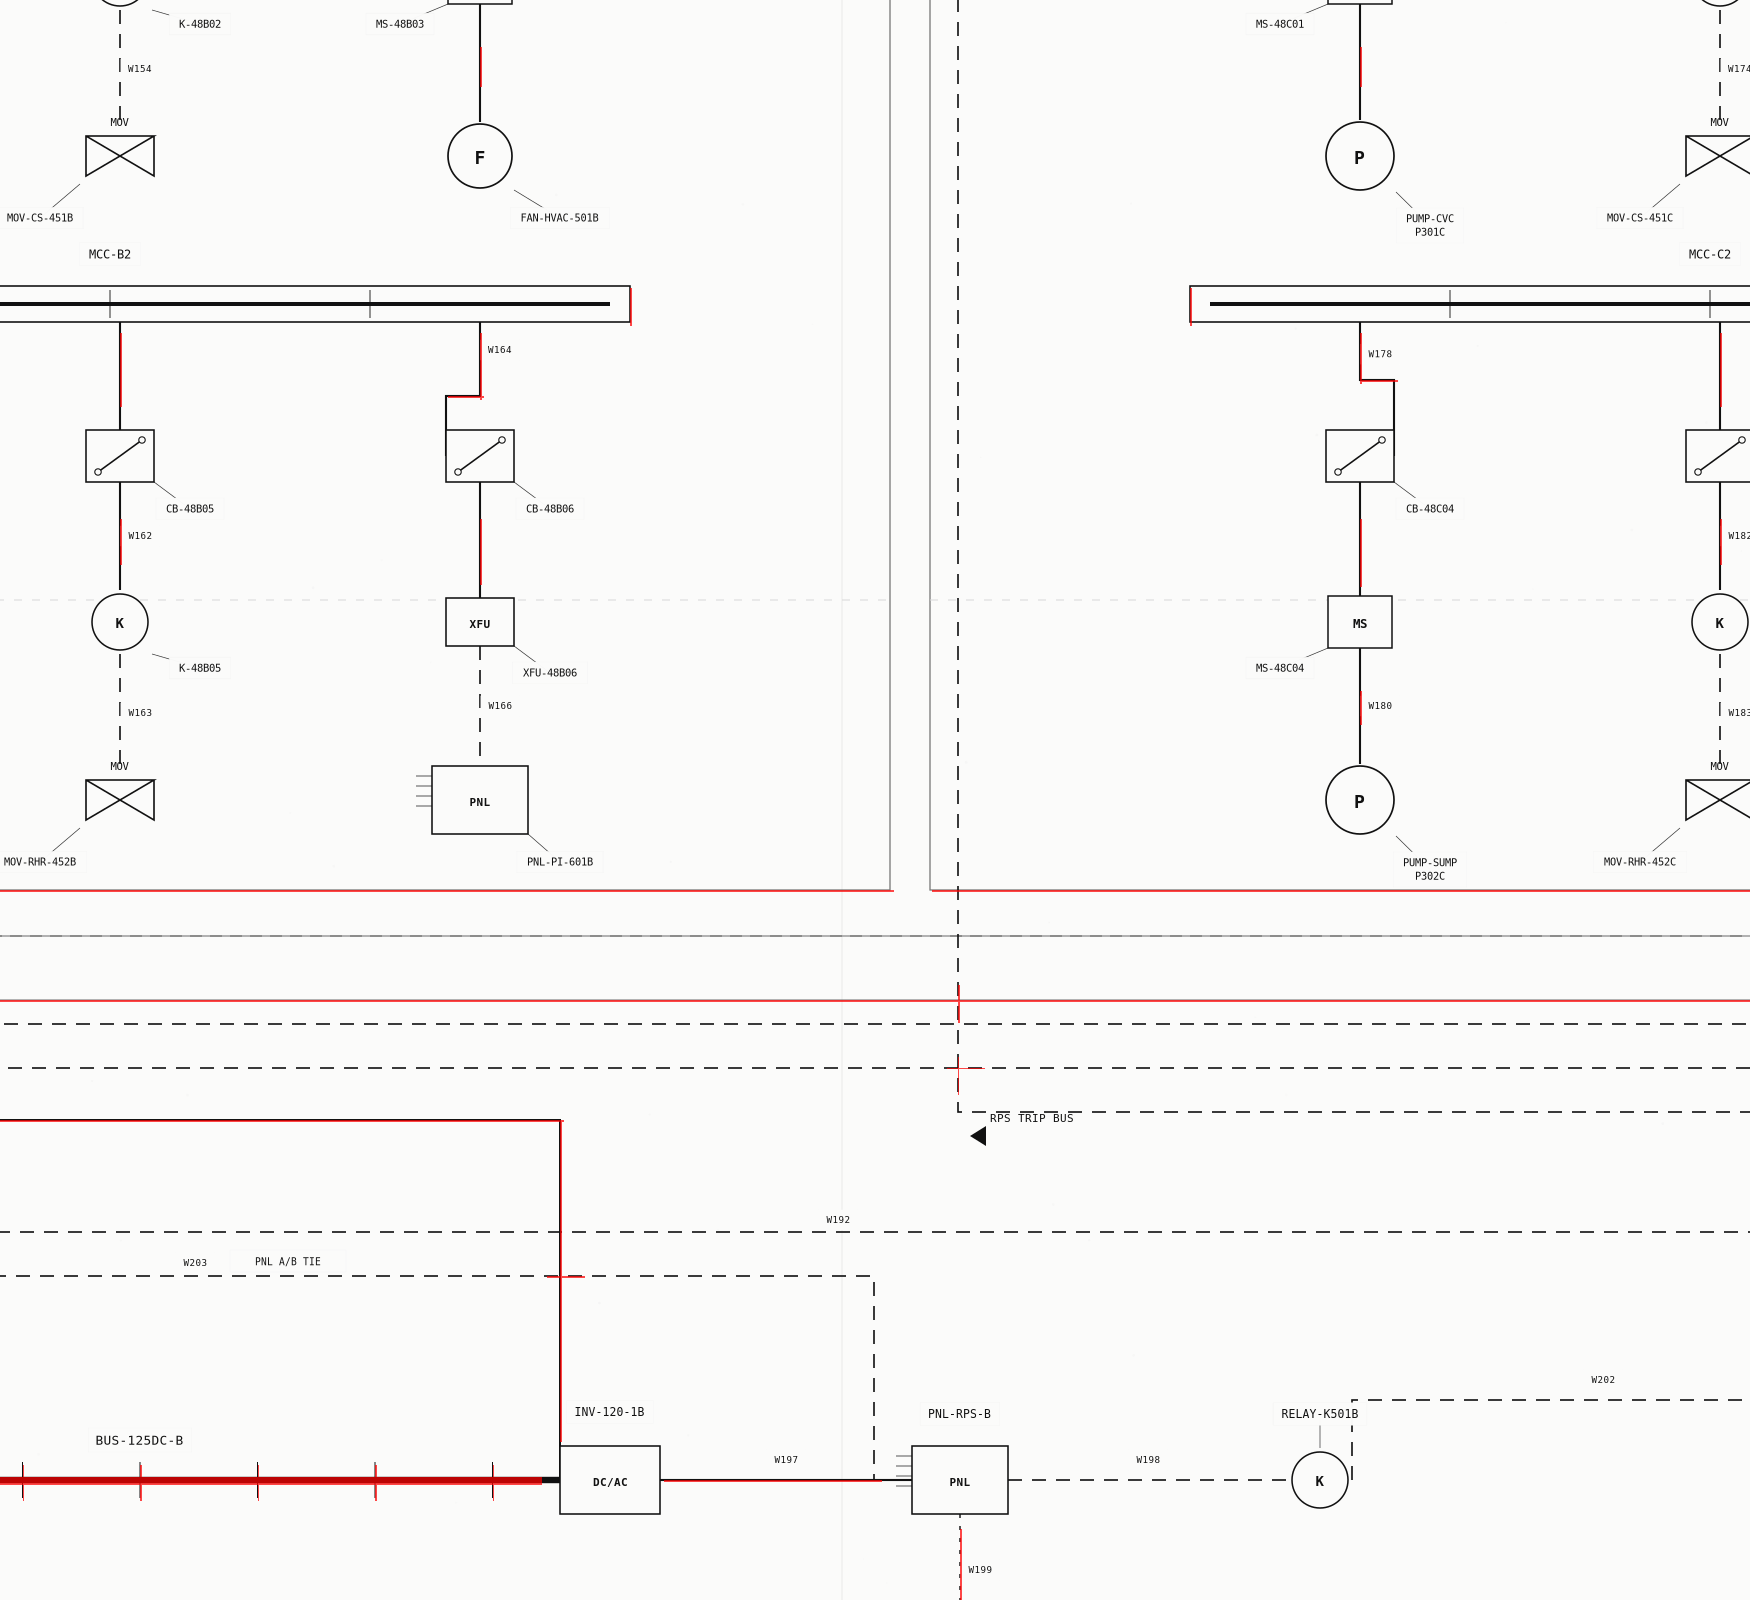 K-48B02
MS-48B03
MS-48C01
W154
W174
MOV
MOV
F
P
MOV-CS-451B
FAN-HVAC-501B
PUMP-CVC
P301C
MOV-CS-451C
MCC-B2
MCC-C2
W164
W178
CB-48B05
CB-48B06
CB-48C04
W162
W182
K
XFU
MS
K
K-48B05
XFU-48B06
MS-48C04
W163
W166
W180
W183
MOV
MOV
PNL
P
MOV-RHR-452B
PNL-PI-601B
PUMP-SUMP
P302C
MOV-RHR-452C
RPS TRIP BUS
W192
W203
PNL A/B TIE
W202
INV-120-1B
PNL-RPS-B
RELAY-K501B
BUS-125DC-B
W197
W198
DC/AC
PNL
K
W199